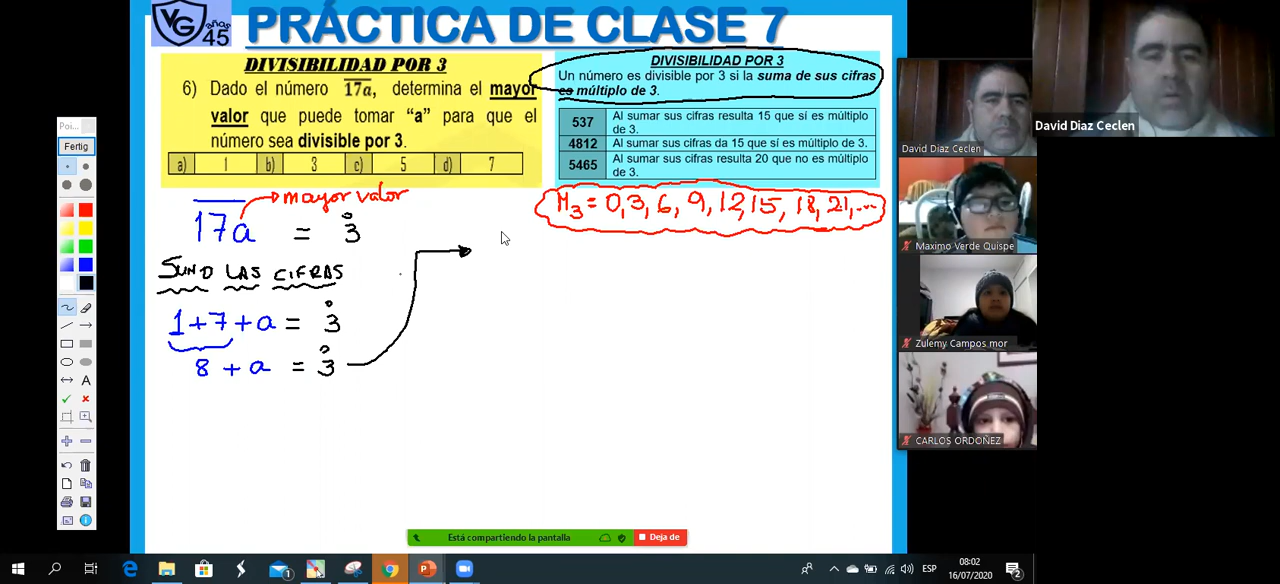 VG
años
45
PRÁCTICA DE CLASE 7
DIVISIBILIDAD POR 3
6) Dado el número 17a, determina el mayor
valor que puede tomar "a" para que el
número sea divisible por 3.
a) 1 b) 3 c) 5 d) 7
DIVISIBILIDAD POR 3
Un número es divisible por 3 si la suma de sus cifras
es múltiplo de 3.
537 Al sumar sus cifras resulta 15 que sí es múltiplo
de 3.
4812 Al sumar sus cifras da 15 que sí es múltiplo de 3.
5465 Al sumar sus cifras resulta 20 que no es múltiplo
de 3.
M3 = 0, 3, 6, 9, 12, 15, 18, 21, ...
mayor valor
17a = 3
SUMO LAS CIFRAS
1 + 7 + a = 3
8 + a = 3
Poi...
Fertig
A
David Diaz Ceclen
David Diaz Ceclen
Maximo Verde Quispe
Zulemy Campos mor
CARLOS ORDOÑEZ
Está compartiendo la pantalla
Deja de
ESP
08:02
16/07/2020